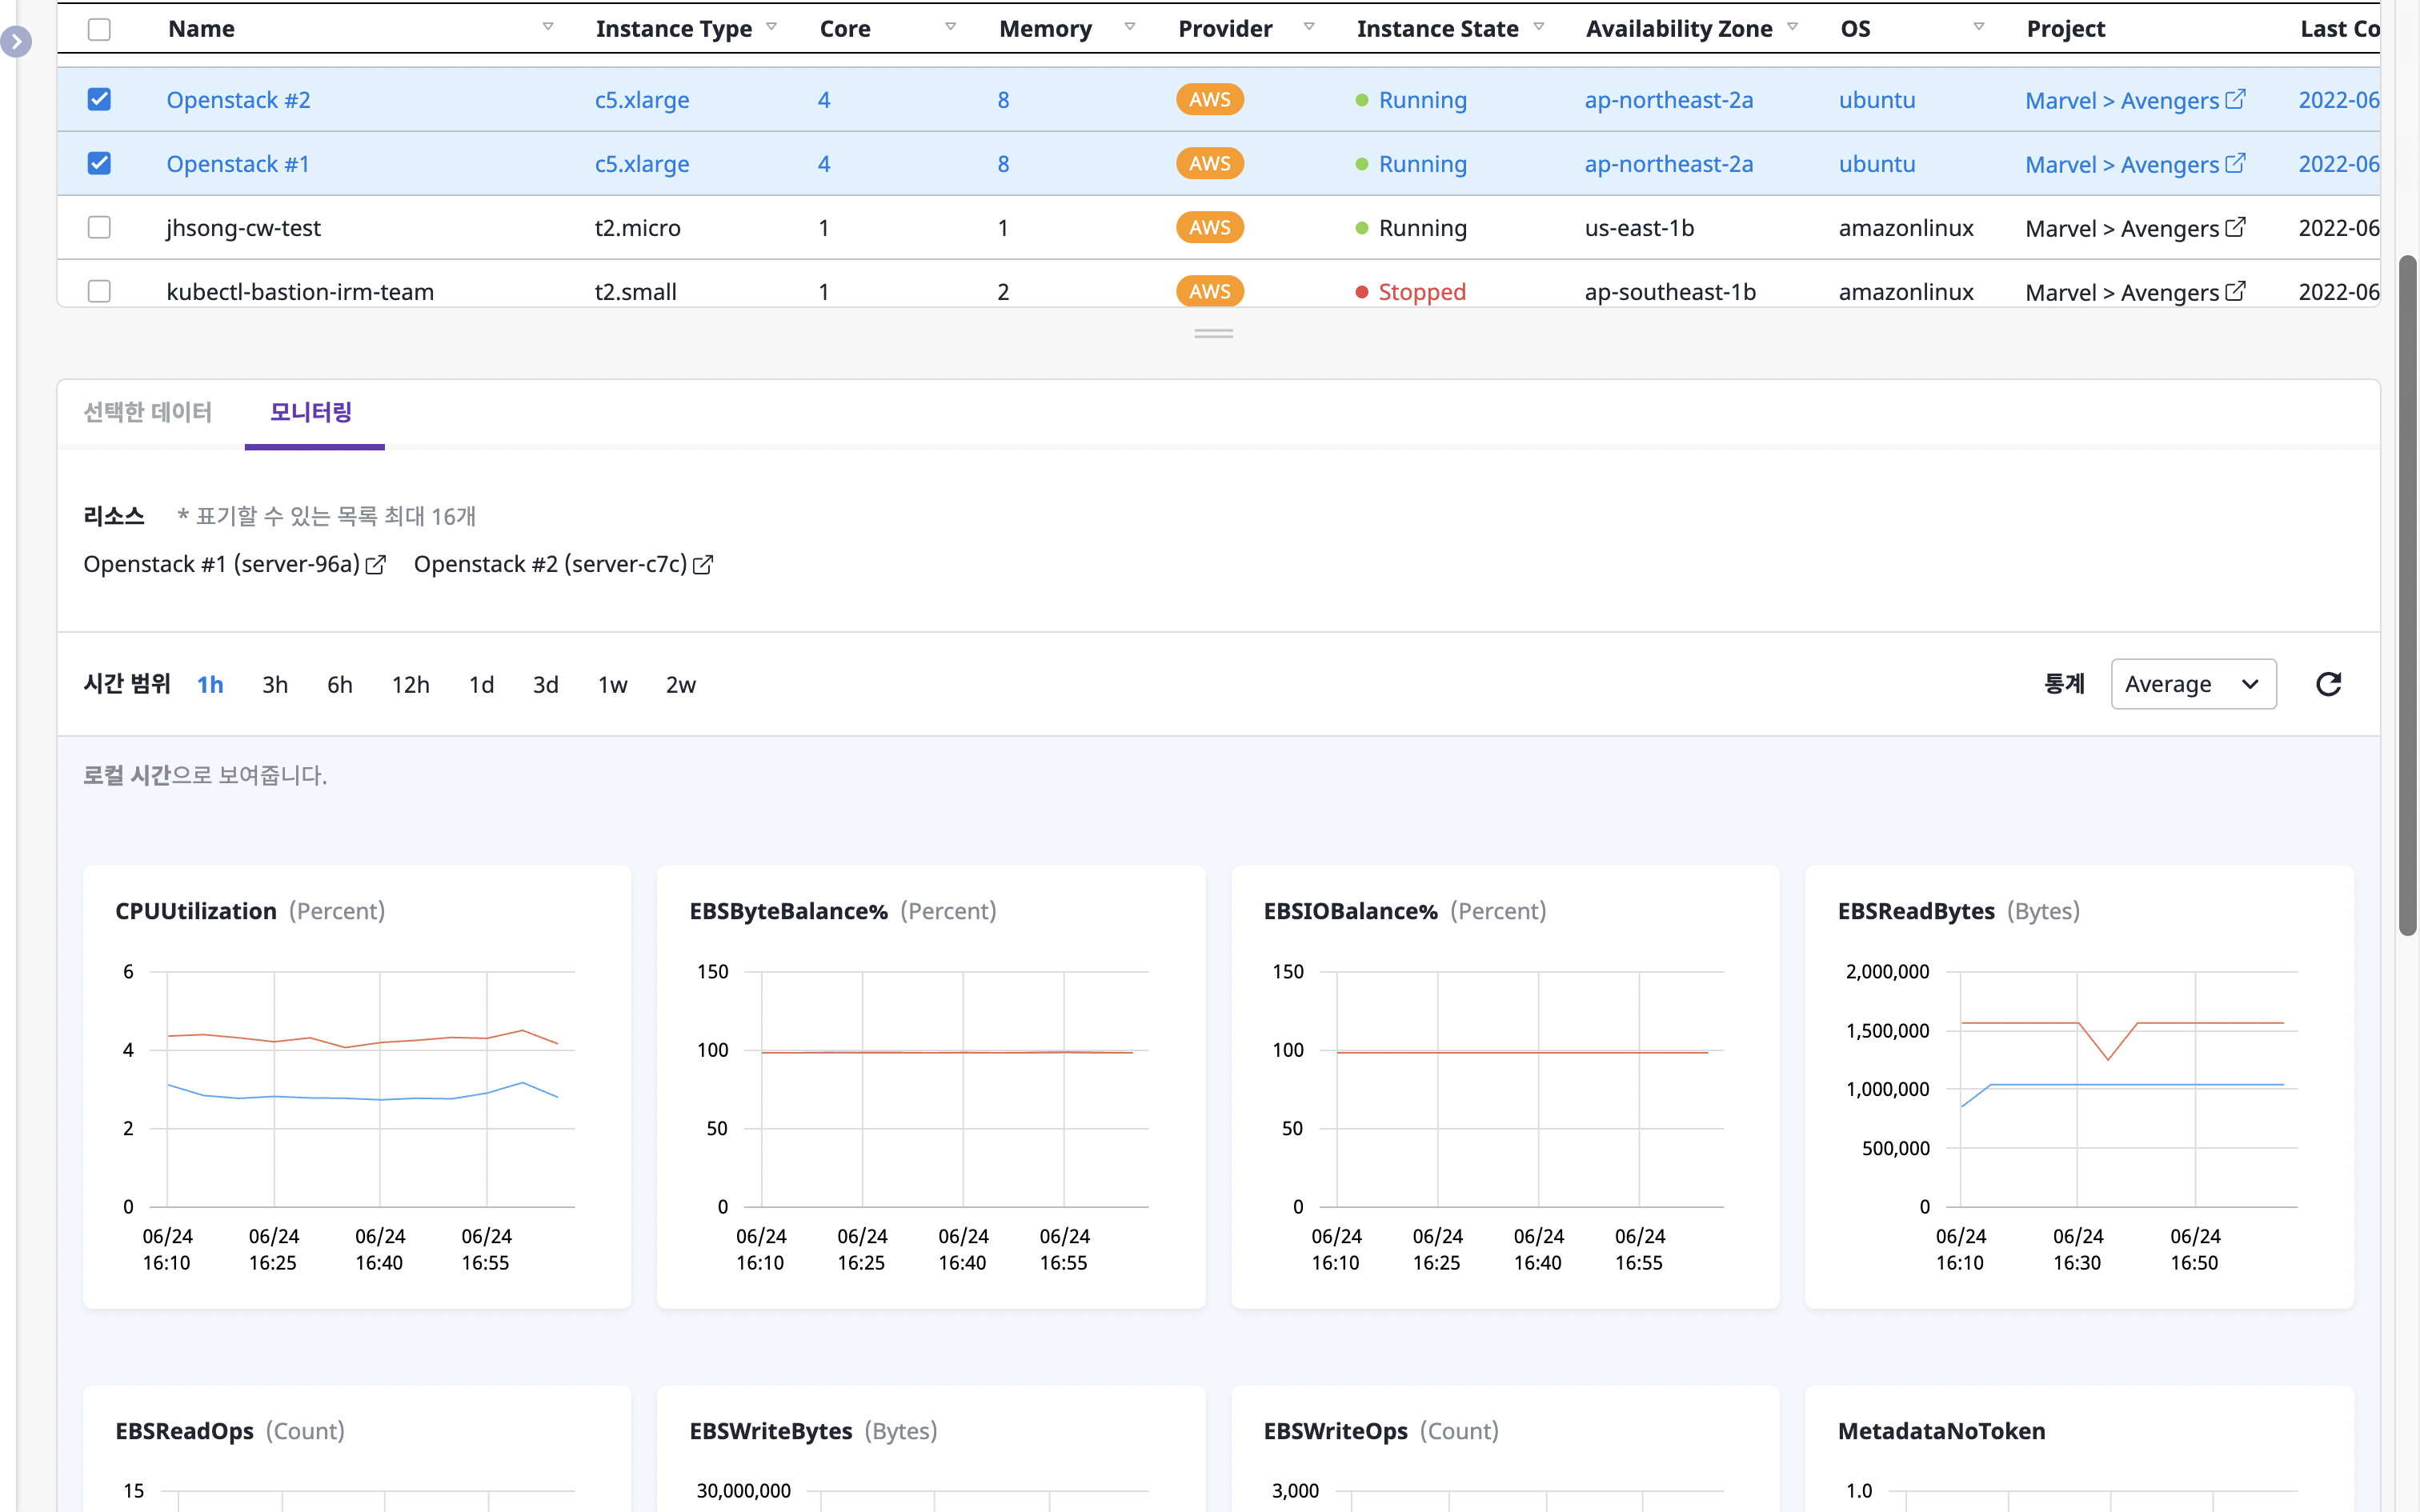 Name Instance Type Core Memory Provider Instance State Availability Zone OS Project Last Co
Openstack #2 c5.xlarge 4 8 AWS Running ap-northeast-2a ubuntu Marvel > Avengers 2022-06
Openstack #1 c5.xlarge 4 8 AWS Running ap-northeast-2a ubuntu Marvel > Avengers 2022-06
jhsong-cw-test t2.micro 1 1 AWS Running us-east-1b amazonlinux Marvel > Avengers 2022-06
kubectl-bastion-irm-team t2.small 1 2 AWS Stopped ap-southeast-1b amazonlinux Marvel > Avengers 2022-06
선택한 데이터 모니터링
리소스 * 표기할 수 있는 목록 최대 16개
Openstack #1 (server-96a) Openstack #2 (server-c7c)
시간 범위 1h 3h 6h 12h 1d 3d 1w 2w 통계 Average
로컬 시간으로 보여줍니다.
CPUUtilization (Percent)
6
4
2
0
06/24 06/24 06/24 06/24
16:10 16:25 16:40 16:55
EBSByteBalance% (Percent)
150
100
50
0
06/24 06/24 06/24 06/24
16:10 16:25 16:40 16:55
EBSIOBalance% (Percent)
150
100
50
0
06/24 06/24 06/24 06/24
16:10 16:25 16:40 16:55
EBSReadBytes (Bytes)
2,000,000
1,500,000
1,000,000
500,000
0
06/24 06/24 06/24
16:10 16:30 16:50
EBSReadOps (Count)
15
EBSWriteBytes (Bytes)
30,000,000
EBSWriteOps (Count)
3,000
MetadataNoToken
1.0